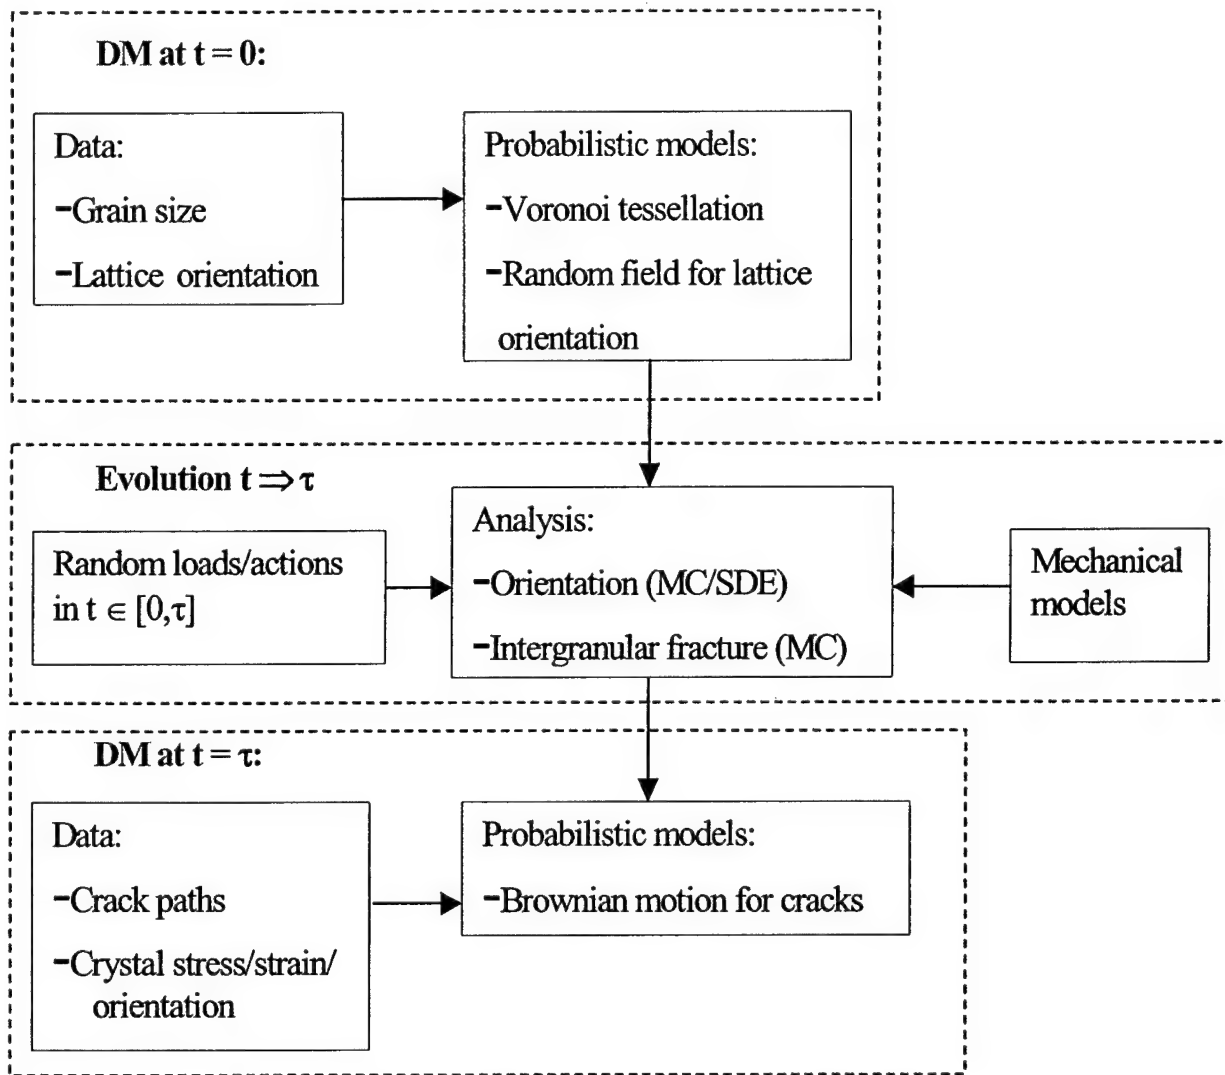 DM at t = 0:
Data:
-Grain size
-Lattice orientation
Probabilistic models:
-Voronoi tessellation
-Random field for lattice
orientation
Evolution t ⇒ τ
Random loads/actions
in t ∈ [0,τ]
Analysis:
-Orientation (MC/SDE)
-Intergranular fracture (MC)
Mechanical
models
DM at t = τ:
Data:
-Crack paths
-Crystal stress/strain/
orientation
Probabilistic models:
-Brownian motion for cracks